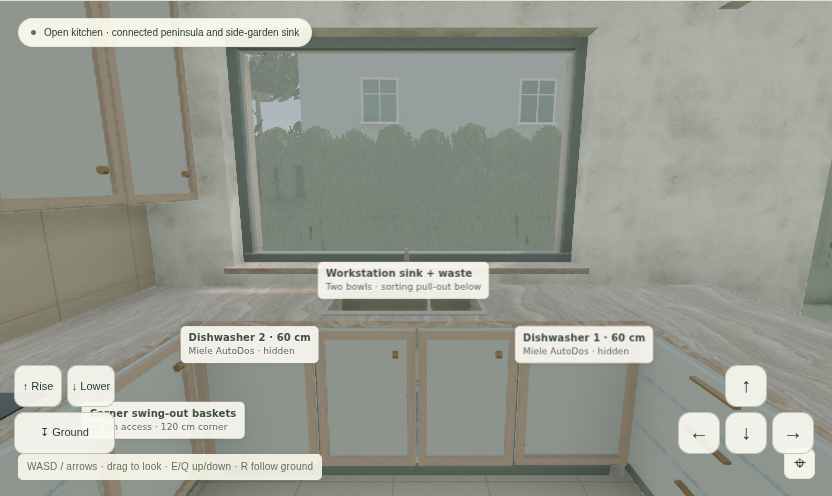 Open kitchen · connected peninsula and side-garden sink
Workstation sink + waste
Two bowls · sorting pull-out below
Dishwasher 2 · 60 cm
Miele AutoDos · hidden
Dishwasher 1 · 60 cm
Miele AutoDos · hidden
↑ Rise
↓ Lower
Corner swing-out baskets
cm access · 120 cm corner
↧ Ground
↑
←
↓
→
WASD / arrows · drag to look · E/Q up/down · R follow ground